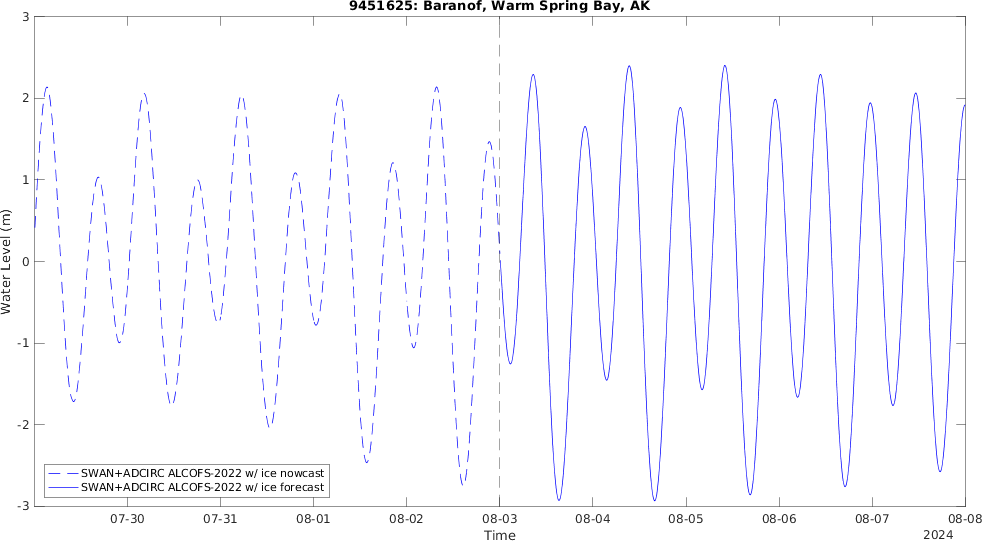 9451625: Baranof, Warm Spring Bay, AK
3
2
1
0
-1
-2
-3
Water Level (m)
SWAN+ADCIRC ALCOFS-2022 w/ ice nowcast
SWAN+ADCIRC ALCOFS-2022 w/ ice forecast
07-30 07-31 08-01 08-02 08-03 08-04 08-05 08-06 08-07 08-08
Time
2024